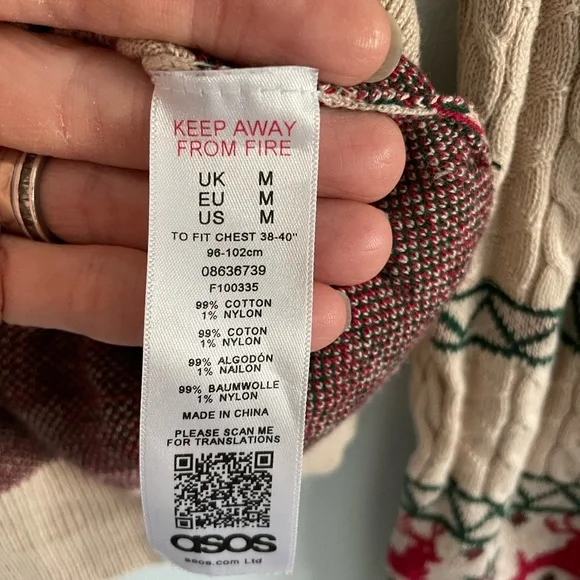 KEEP AWAY
FROM FIRE
UK M
EU M
US M
TO FIT CHEST 38-40"
96-102cm
08636739
F100335
99% COTTON
1% NYLON
99% COTON
1% NYLON
99% ALGODÓN
1% NAILON
99% BAUMWOLLE
1% NYLON
MADE IN CHINA
PLEASE SCAN ME
FOR TRANSLATIONS
asos
asos.com Ltd